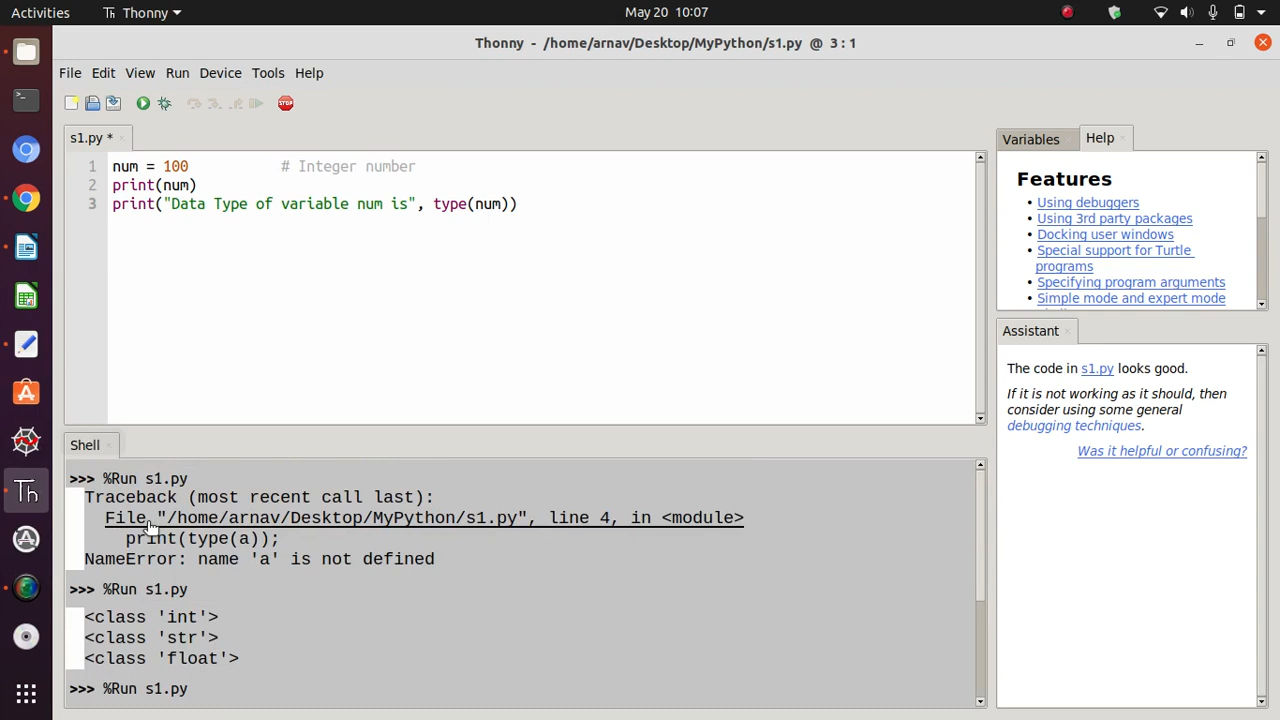 Activities
Thonny
May 20 10:07
Thonny - /home/arnav/Desktop/MyPython/s1.py @ 3 : 1
File Edit View Run Device Tools Help
STOP
s1.py *
1 num = 100 # Integer number
2 print(num)
3 print("Data Type of variable num is", type(num))
Variables
Help
Features
• Using debuggers
• Using 3rd party packages
• Docking user windows
• Special support for Turtle
programs
• Specifying program arguments
• Simple mode and expert mode
Assistant
The code in s1.py looks good.
If it is not working as it should, then
consider using some general
debugging techniques.
Was it helpful or confusing?
Shell
>>> %Run s1.py
Traceback (most recent call last):
File "/home/arnav/Desktop/MyPython/s1.py", line 4, in <module>
print(type(a));
NameError: name 'a' is not defined
>>> %Run s1.py
<class 'int'>
<class 'str'>
<class 'float'>
>>> %Run s1.py
Th